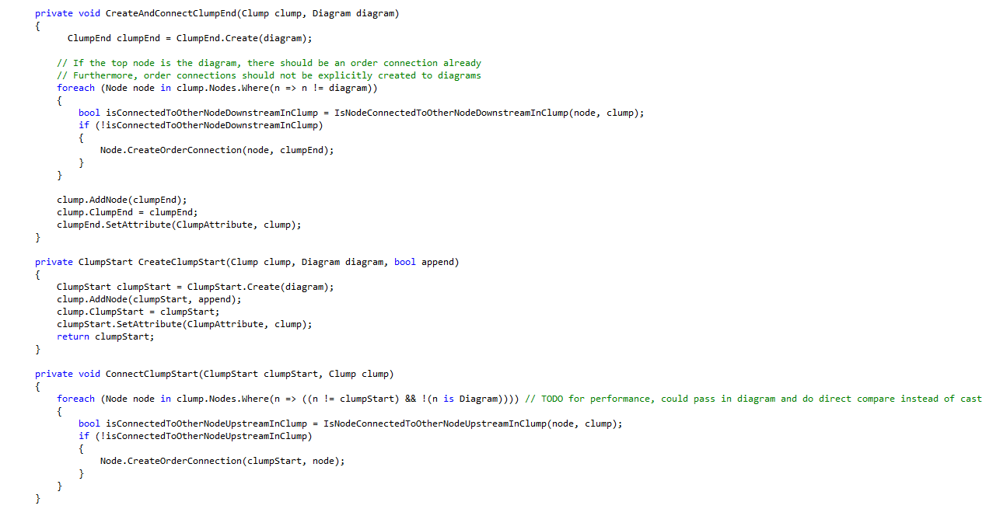 private void CreateAndConnectClumpEnd(Clump clump, Diagram diagram)
{
      ClumpEnd clumpEnd = ClumpEnd.Create(diagram);

    // If the top node is the diagram, there should be an order connection already
    // Furthermore, order connections should not be explicitly created to diagrams
    foreach (Node node in clump.Nodes.Where(n => n != diagram))
    {
        bool isConnectedToOtherNodeDownstreamInClump = IsNodeConnectedToOtherNodeDownstreamInClump(node, clump);
        if (!isConnectedToOtherNodeDownstreamInClump)
        {
            Node.CreateOrderConnection(node, clumpEnd);
        }
    }

    clump.AddNode(clumpEnd);
    clump.ClumpEnd = clumpEnd;
    clumpEnd.SetAttribute(ClumpAttribute, clump);
}

private ClumpStart CreateClumpStart(Clump clump, Diagram diagram, bool append)
{
    ClumpStart clumpStart = ClumpStart.Create(diagram);
    clump.AddNode(clumpStart, append);
    clump.ClumpStart = clumpStart;
    clumpStart.SetAttribute(ClumpAttribute, clump);
    return clumpStart;
}

private void ConnectClumpStart(ClumpStart clumpStart, Clump clump)
{
    foreach (Node node in clump.Nodes.Where(n => ((n != clumpStart) && !(n is Diagram)))) // TODO for performance, could pass in diagram and do direct compare instead of cast
    {
        bool isConnectedToOtherNodeUpstreamInClump = IsNodeConnectedToOtherNodeUpstreamInClump(node, clump);
        if (!isConnectedToOtherNodeUpstreamInClump)
        {
            Node.CreateOrderConnection(clumpStart, node);
        }
    }
}